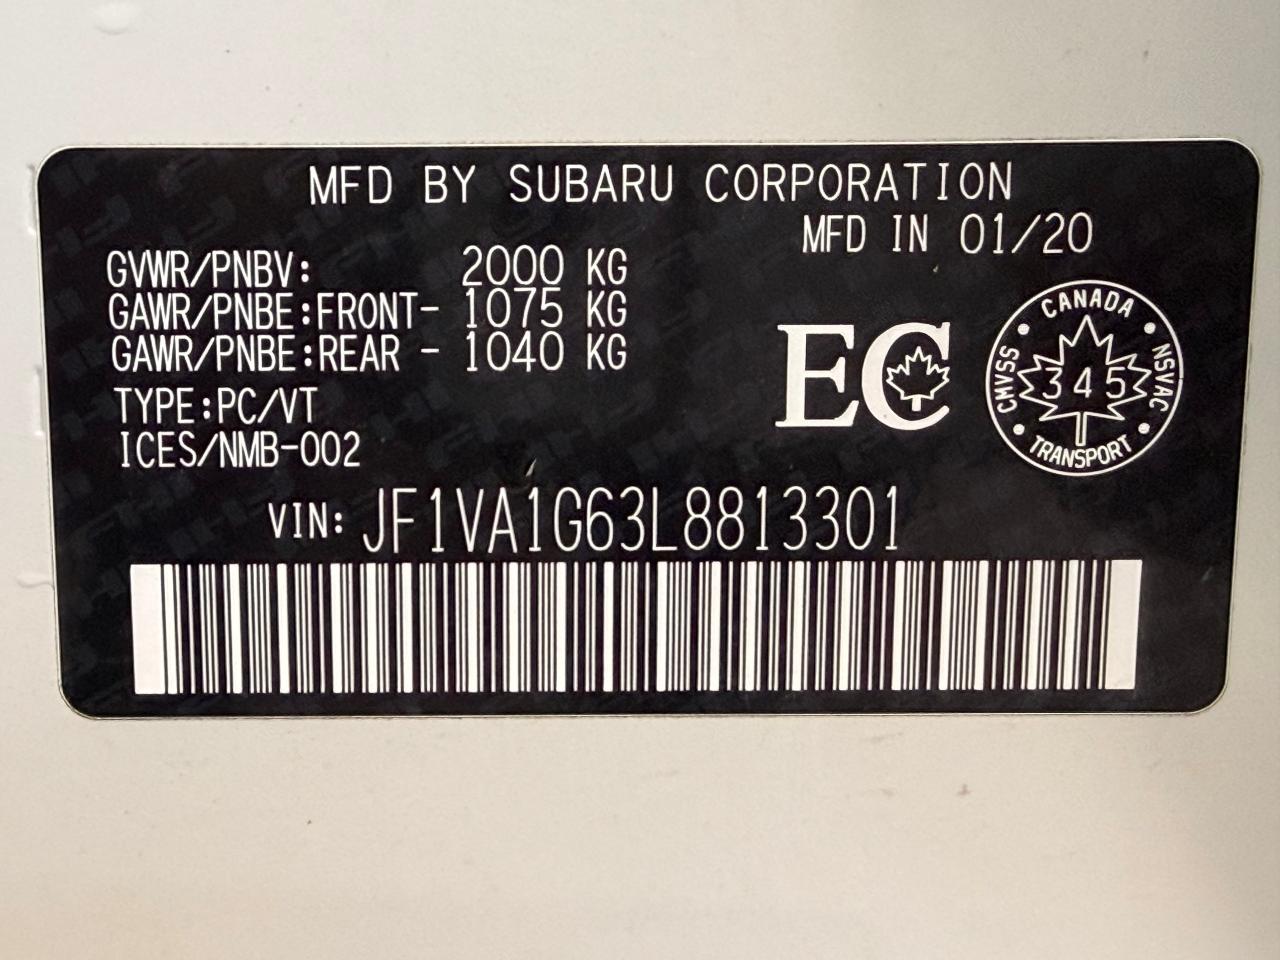 MFD BY SUBARU CORPORATION
MFD IN 01/20
GVWR/PNBV: 2000 KG
GAWR/PNBE:FRONT- 1075 KG
GAWR/PNBE:REAR - 1040 KG
TYPE:PC/VT
ICES/NMB-002
EC
CANADA
CMVSS
345
NSVAC
TRANSPORT
VIN: JF1VA1G63L8813301